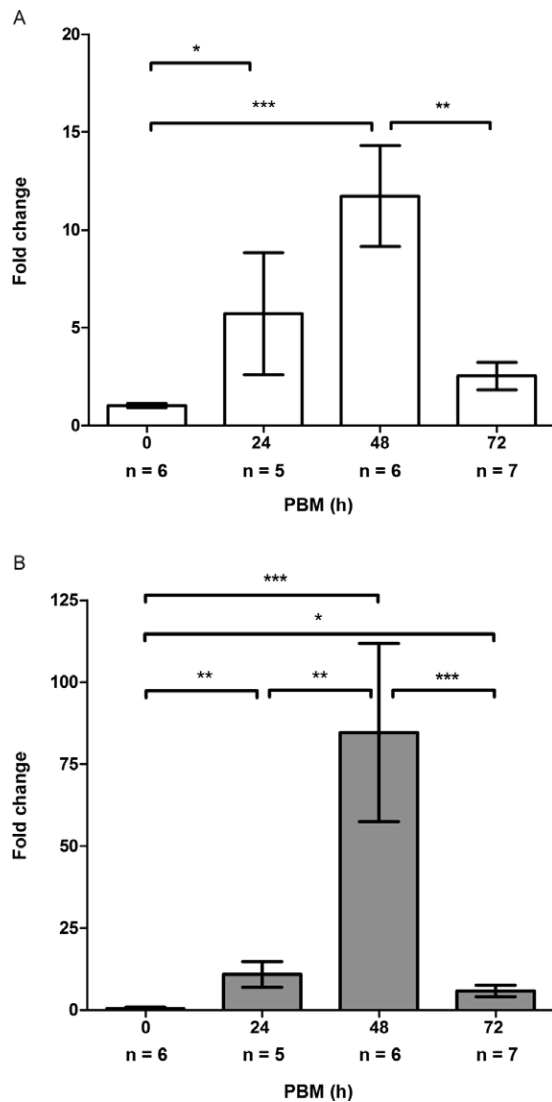 A
20
15
10
5
0
Fold change
*
***
**
0 24 48 72
n = 6 n = 5 n = 6 n = 7
PBM (h)
B
125
100
75
50
25
0
Fold change
***
*
** ** ***
0 24 48 72
n = 6 n = 5 n = 6 n = 7
PBM (h)